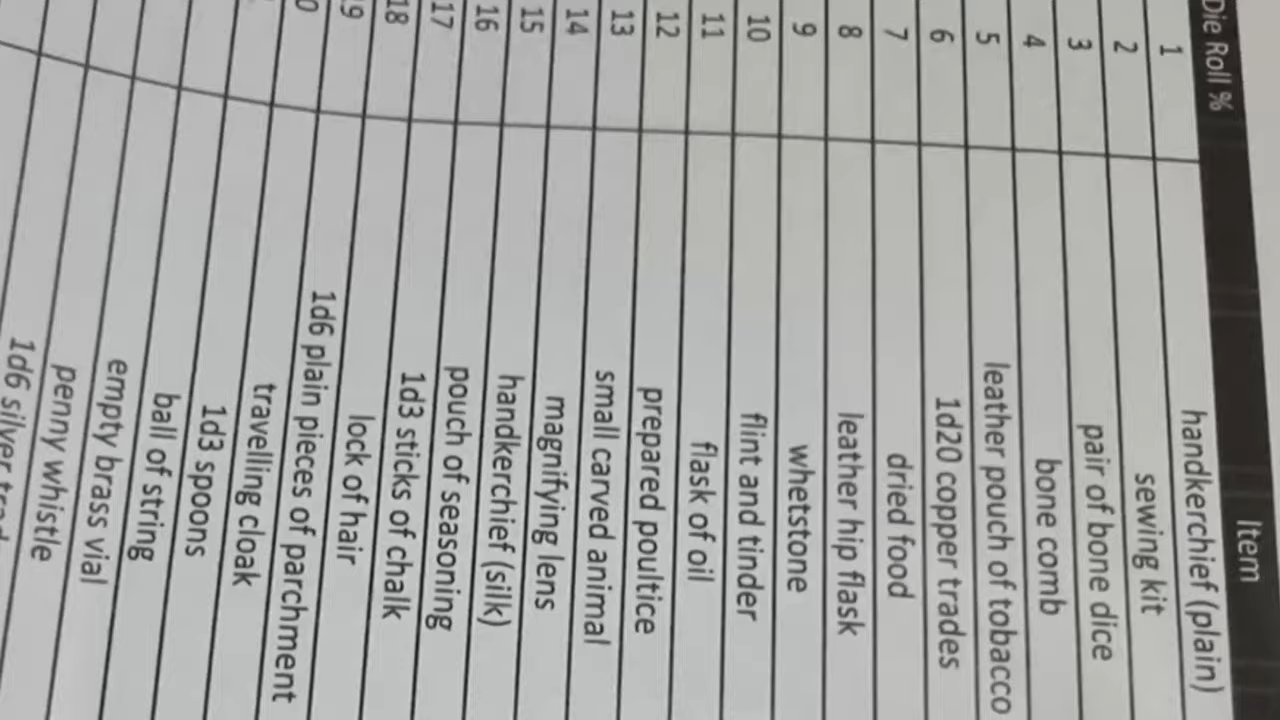 Die Roll % Item
1 handkerchief (plain)
2 sewing kit
3 pair of bone dice
4 bone comb
5 leather pouch of tobacco
6 1d20 copper trades
7 dried food
8 leather hip flask
9 whetstone
10 flint and tinder
11 flask of oil
12 prepared poultice
13 small carved animal
14 magnifying lens
15 handkerchief (silk)
16 pouch of seasoning
17 1d3 sticks of chalk
18 lock of hair
19 1d6 plain pieces of parchment
0 travelling cloak
1d3 spoons
ball of string
empty brass vial
penny whistle
1d6 silver